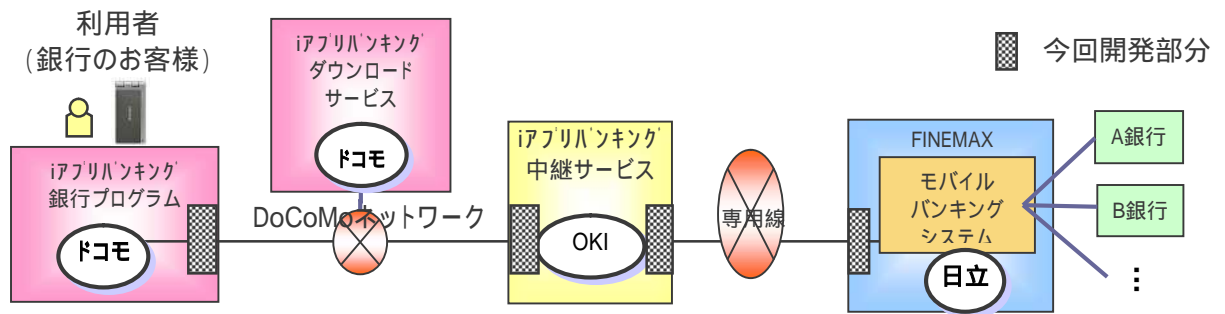 利用者
(銀行のお客様)
iアプリバンキング
銀行プログラム
ドコモ
iアプリバンキング
ダウンロード
サービス
ドコモ
DoCoMoネットワーク
iアプリバンキング
中継サービス
OKI
専用線
今回開発部分
FINEMAX
モバイル
バンキング
システム
日立
A銀行
B銀行
⋮